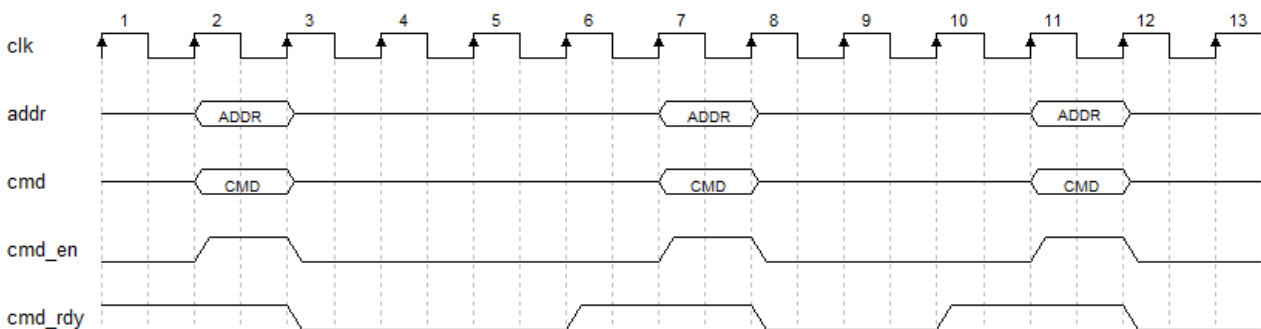 1 2 3 4 5 6 7 8 9 10 11 12 13
clk
addr ADDR ADDR ADDR
cmd CMD CMD CMD
cmd_en
cmd_rdy